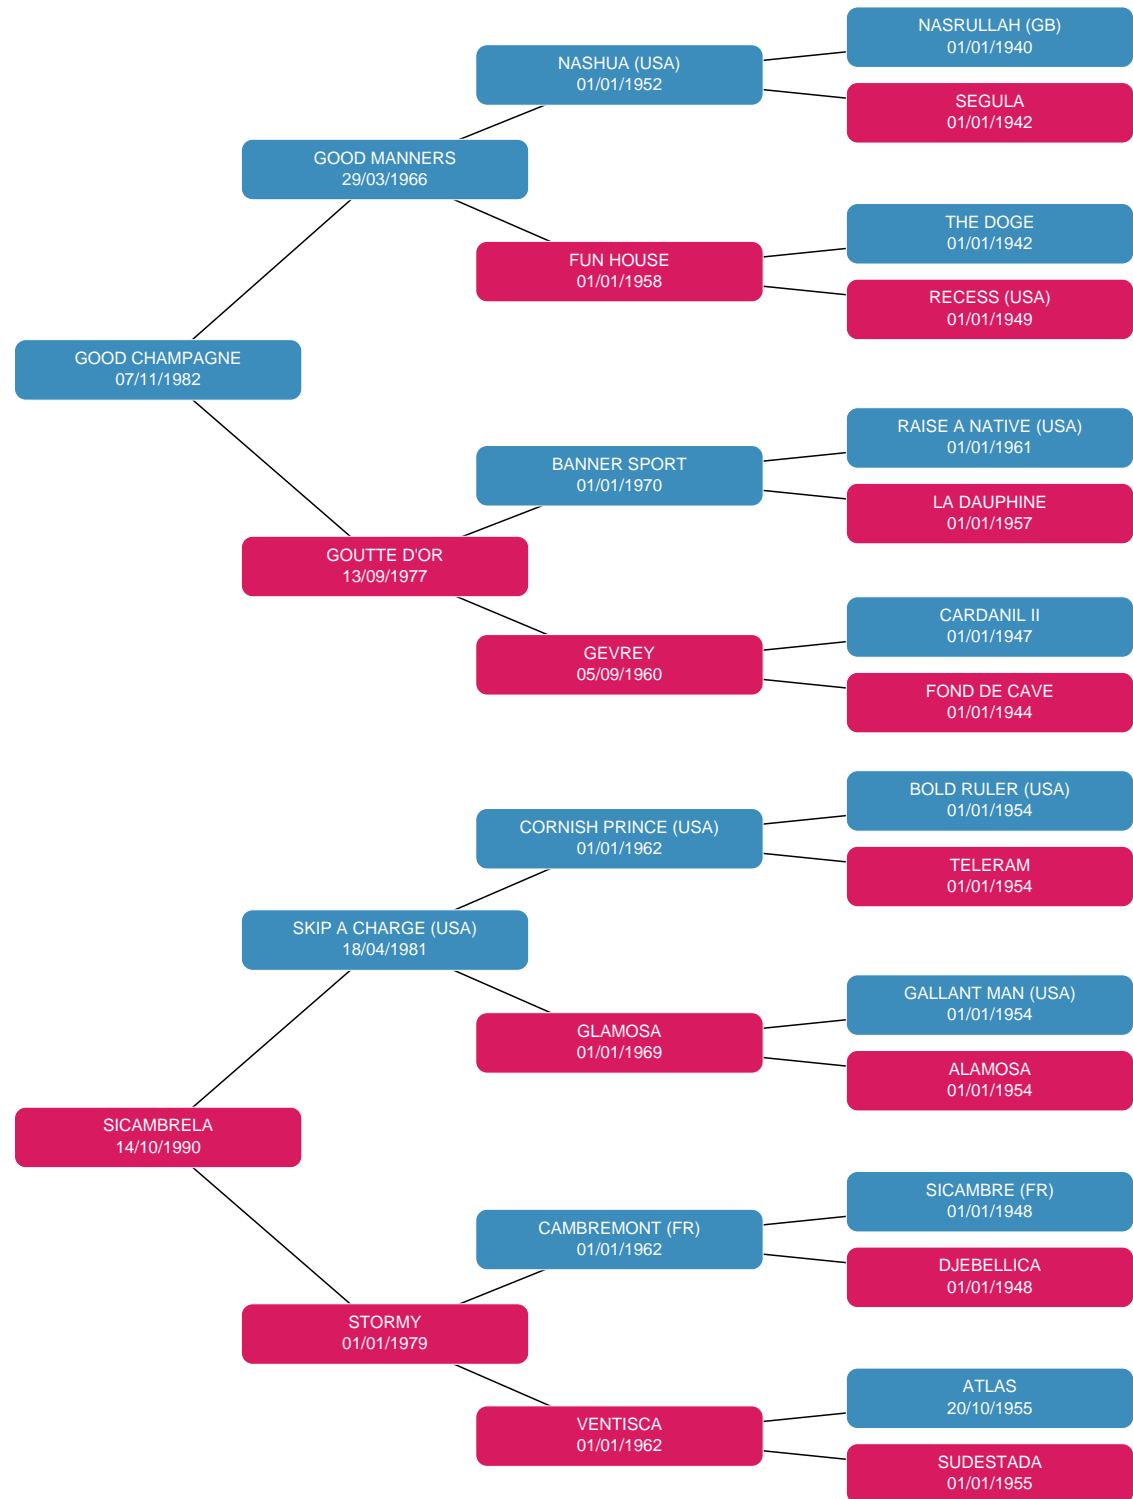 NASRULLAH (GB)
01/01/1940
NASHUA (USA)
01/01/1952
SEGULA
01/01/1942
GOOD MANNERS
29/03/1966
THE DOGE
01/01/1942
FUN HOUSE
01/01/1958
RECESS (USA)
01/01/1949
GOOD CHAMPAGNE
07/11/1982
RAISE A NATIVE (USA)
01/01/1961
BANNER SPORT
01/01/1970
LA DAUPHINE
01/01/1957
GOUTTE D'OR
13/09/1977
CARDANIL II
01/01/1947
GEVREY
05/09/1960
FOND DE CAVE
01/01/1944
BOLD RULER (USA)
01/01/1954
CORNISH PRINCE (USA)
01/01/1962
TELERAM
01/01/1954
SKIP A CHARGE (USA)
18/04/1981
GALLANT MAN (USA)
01/01/1954
GLAMOSA
01/01/1969
ALAMOSA
01/01/1954
SICAMBRELA
14/10/1990
SICAMBRE (FR)
01/01/1948
CAMBREMONT (FR)
01/01/1962
DJEBELLICA
01/01/1948
STORMY
01/01/1979
ATLAS
20/10/1955
VENTISCA
01/01/1962
SUDESTADA
01/01/1955